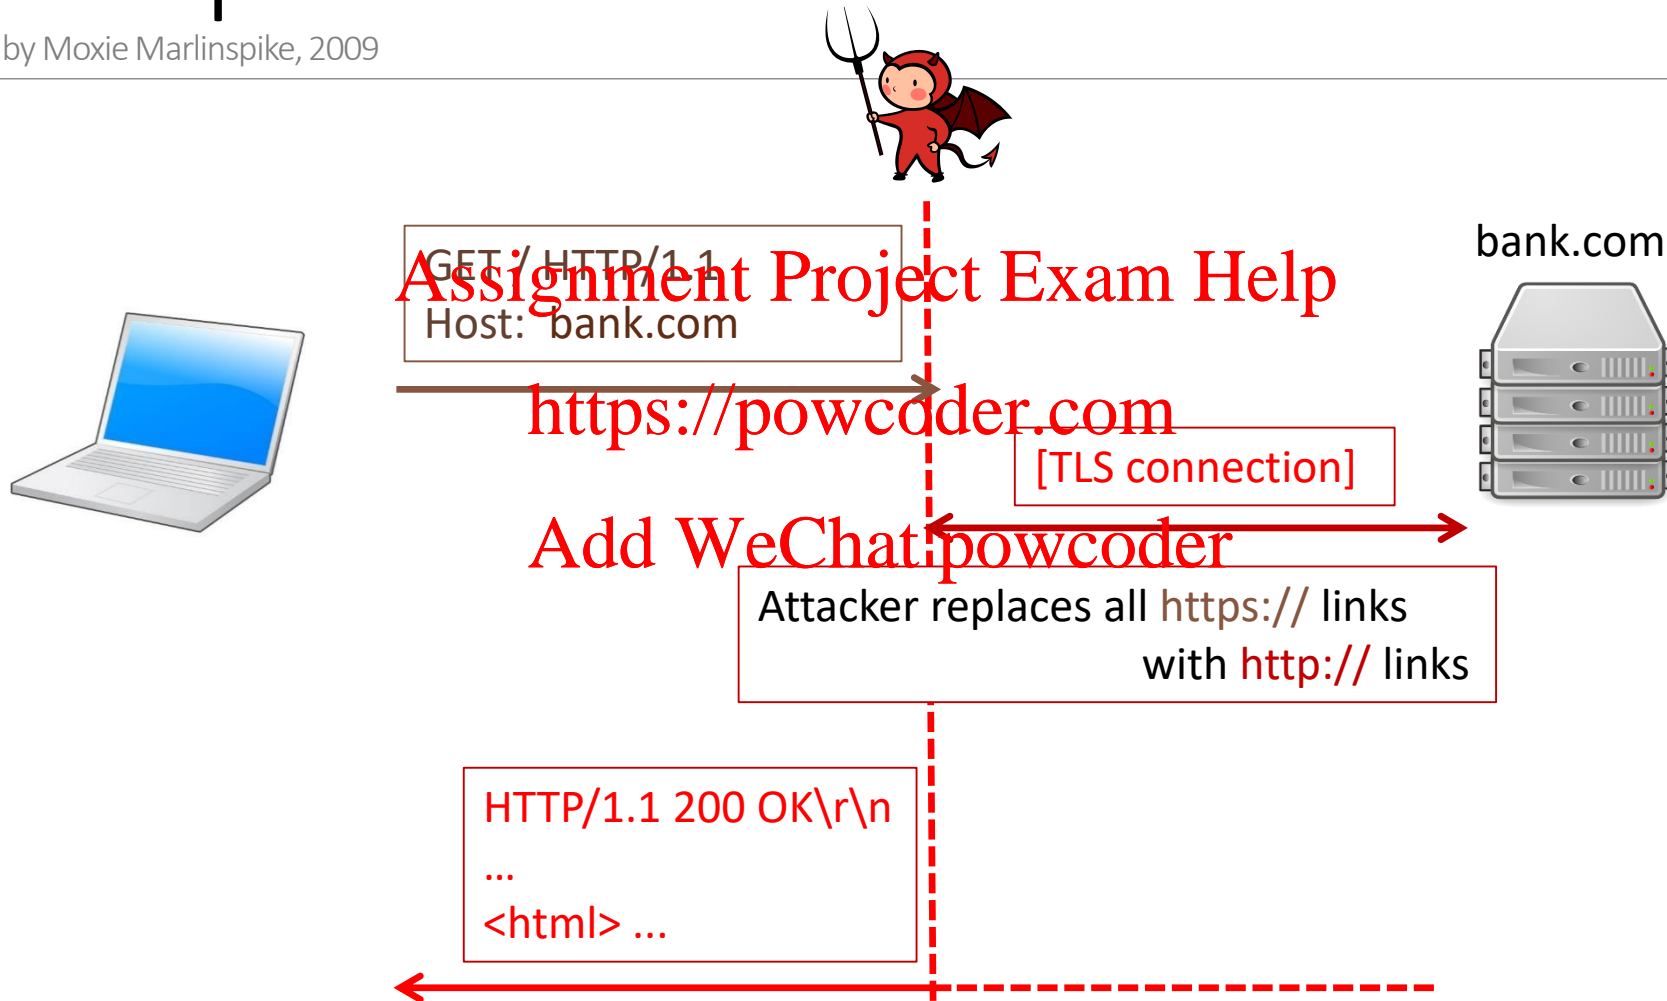 by Moxie Marlinspike, 2009
bank.com
GET / HTTP/1.1
Host: bank.com
Assignment Project Exam Help
https://powcoder.com
[TLS connection]
Add WeChat powcoder
Attacker replaces all https:// links
with http:// links
HTTP/1.1 200 OK\r\n
...
<html> ...